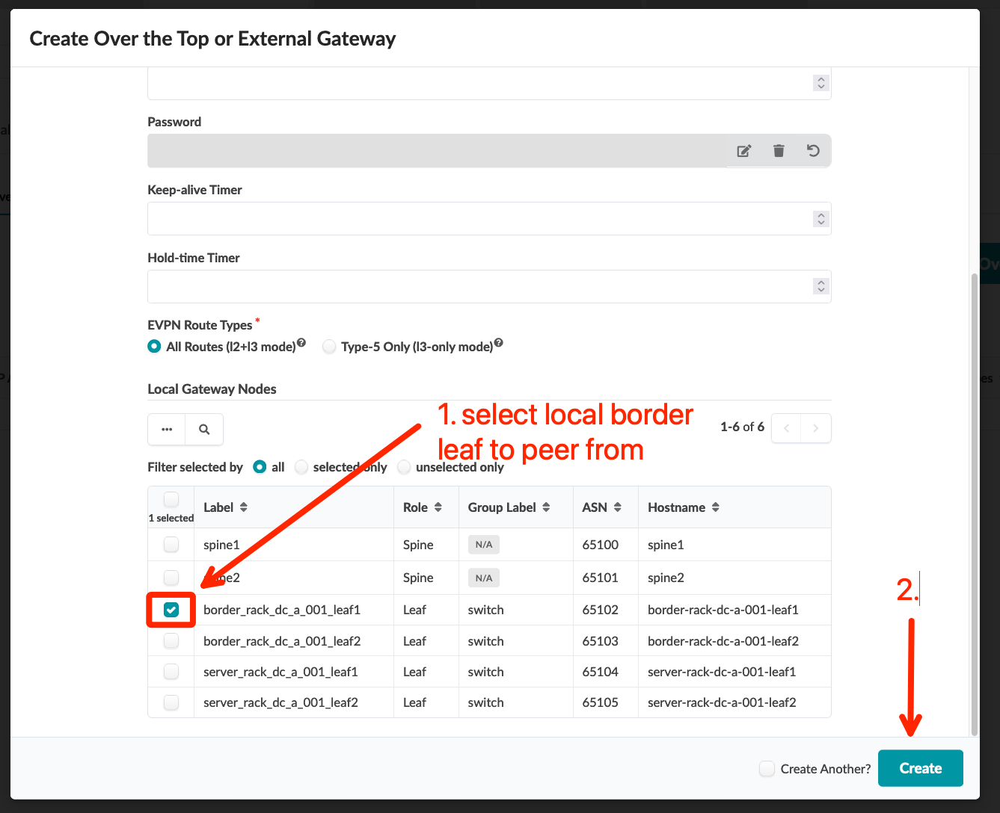 Create Over the Top or External Gateway
Password
Keep-alive Timer
Hold-time Timer
EVPN Route Types *
All Routes (l2+l3 mode) ? Type-5 Only (l3-only mode) ?
Local Gateway Nodes
1. select local border
leaf to peer from
... 1-6 of 6
Filter selected by all selected only unselected only
1 selected Label Role Group Label ASN Hostname
spine1 Spine N/A 65100 spine1
spine2 Spine N/A 65101 spine2
border_rack_dc_a_001_leaf1 Leaf switch 65102 border-rack-dc-a-001-leaf1
border_rack_dc_a_001_leaf2 Leaf switch 65103 border-rack-dc-a-001-leaf2
server_rack_dc_a_001_leaf1 Leaf switch 65104 server-rack-dc-a-001-leaf1
server_rack_dc_a_001_leaf2 Leaf switch 65105 server-rack-dc-a-001-leaf2
2.
Create Another? Create